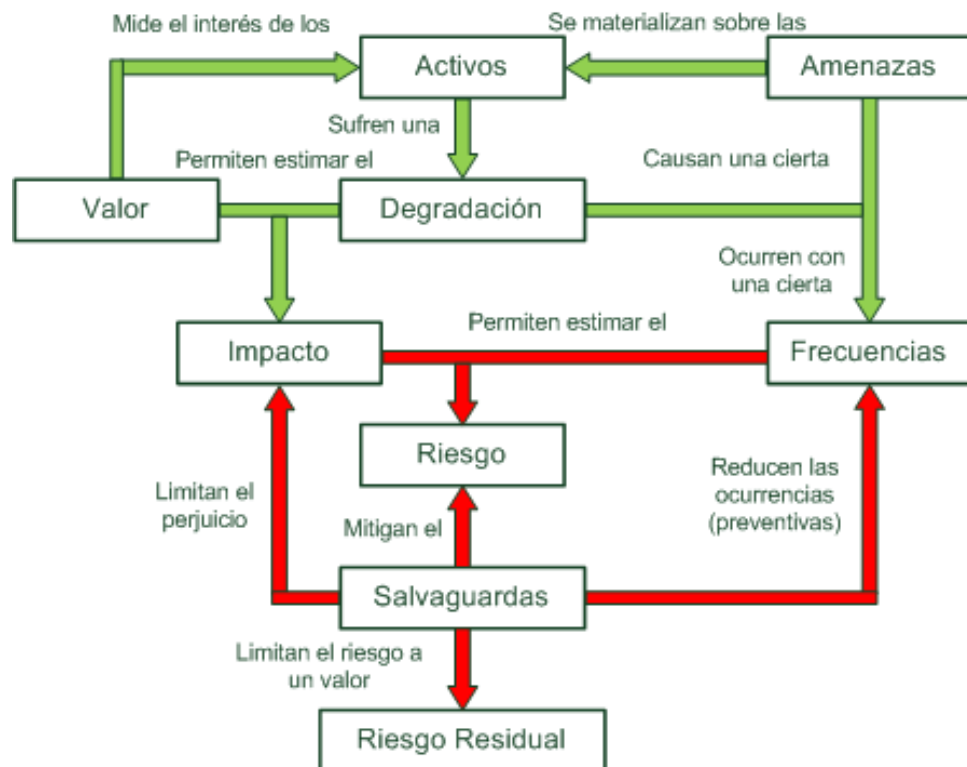 Mide el interés de los
Se materializan sobre las
Activos
Amenazas
Sufren una
Permiten estimar el
Causan una cierta
Valor
Degradación
Ocurren con
una cierta
Permiten estimar el
Impacto
Frecuencias
Riesgo
Limitan el
perjuicio
Mitigan el
Reducen las
ocurrencias
(preventivas)
Salvaguardas
Limitan el riesgo a
un valor
Riesgo Residual